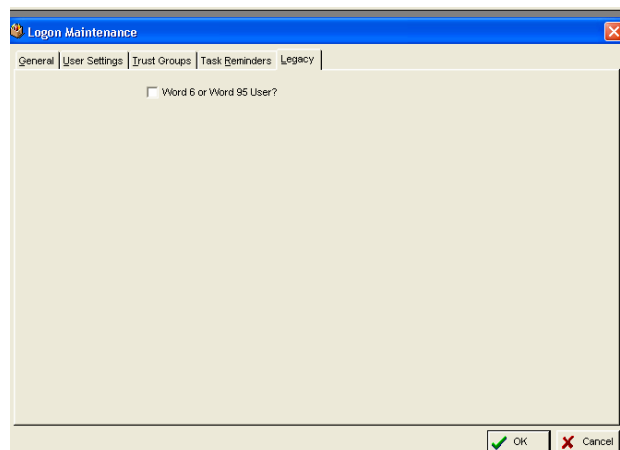 Logon Maintenance
General User Settings Trust Groups Task Reminders Legacy
Word 6 or Word 95 User?
OK Cancel